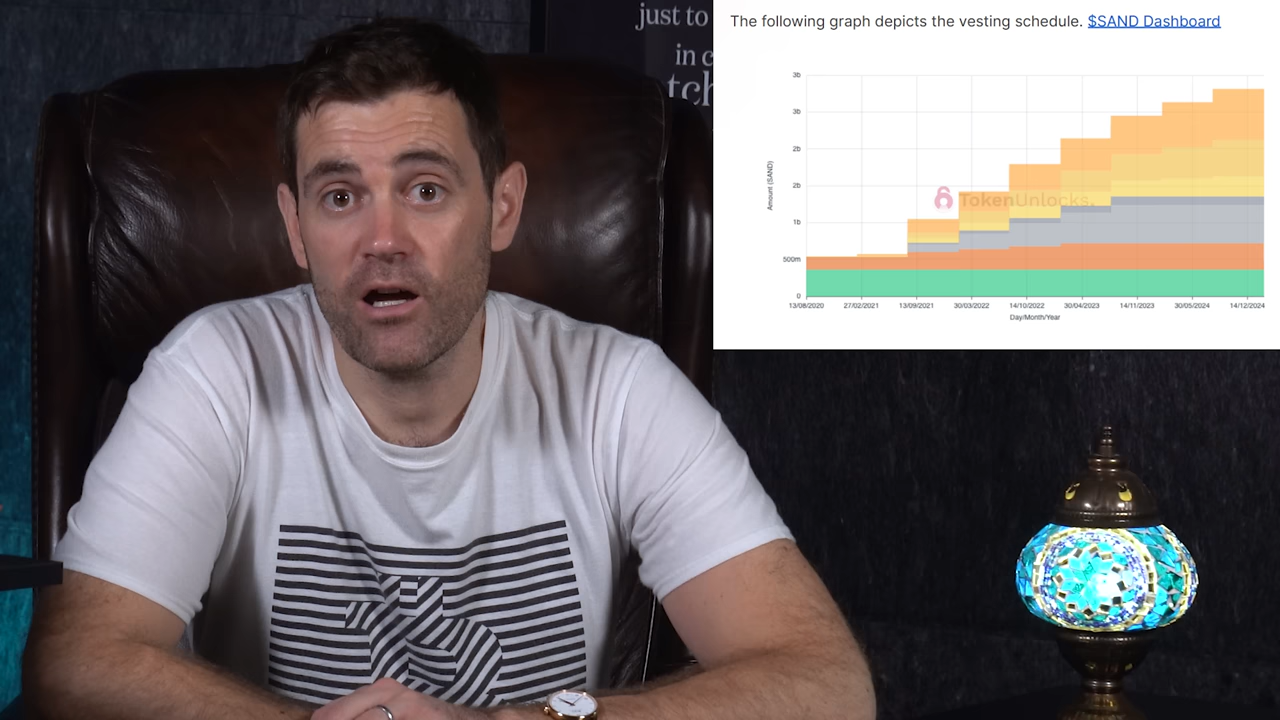 just to
in c
tch
The following graph depicts the vesting schedule. $SAND Dashboard
3b
3b
2b
2b
1b
500m
0
Amount (SAND)
TokenUnlocks.
13/08/2020 27/02/2021 13/09/2021 30/03/2022 14/10/2022 30/04/2023 14/11/2023 30/05/2024 14/12/2024
Day/Month/Year